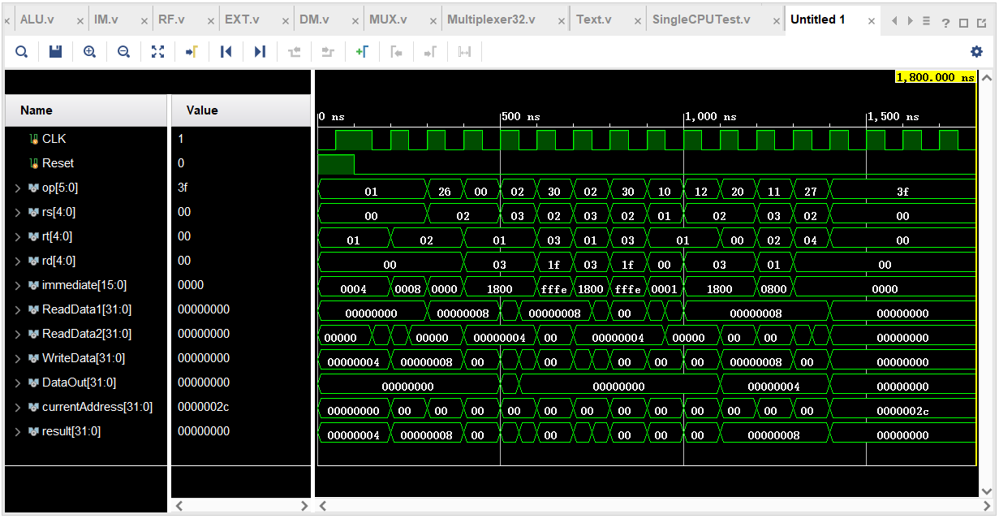 ALU.v IM.v RF.v EXT.v DM.v MUX.v Multiplexer32.v Text.v SingleCPUTest.v Untitled 1
1,800.000 ns
Name Value
0 ns 500 ns 1,000 ns 1,500 ns
CLK 1
Reset 0
op[5:0] 3f 01 26 00 02 30 02 30 10 12 20 11 27 3f
rs[4:0] 00 00 02 03 02 03 02 01 02 03 02 00
rt[4:0] 00 01 02 01 03 01 03 01 00 02 04 00
rd[4:0] 00 00 03 1f 03 1f 00 03 01 00
immediate[15:0] 0000 0004 0008 0000 1800 fffe 1800 fffe 0001 1800 0800 0000
ReadData1[31:0] 00000000 00000000 00000008 00000008 00 00000008 00000000
ReadData2[31:0] 00000000 00000 00000 00000004 00 00000004 00000 00 00 00000000
WriteData[31:0] 00000000 00000004 00000008 00 00 00 00 00 00000008 00 00000000
DataOut[31:0] 00000000 00000000 00000000 00000004 00000000
currentAddress[31:0] 0000002c 00000000 00 00 00 00 00 00 00 00 00 00 00 00 0000002c
result[31:0] 00000000 00000004 00000008 00 00 00 00 00 00000008 00000000